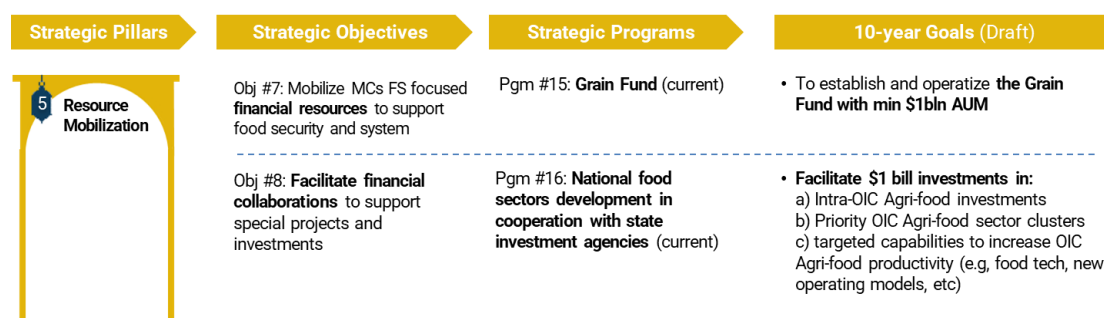 Strategic Pillars
Strategic Objectives
Strategic Programs
10-year Goals (Draft)
5
Resource
Mobilization
Obj #7: Mobilize MCs FS focused
financial resources to support
food security and system
Pgm #15: Grain Fund (current)
• To establish and operatize the Grain
Fund with min $1bln AUM
Obj #8: Facilitate financial
collaborations to support
special projects and
investments
Pgm #16: National food
sectors development in
cooperation with state
investment agencies (current)
• Facilitate $1 bill investments in:
a) Intra-OIC Agri-food investments
b) Priority OIC Agri-food sector clusters
c) targeted capabilities to increase OIC
Agri-food productivity (e.g, food tech, new
operating models, etc)